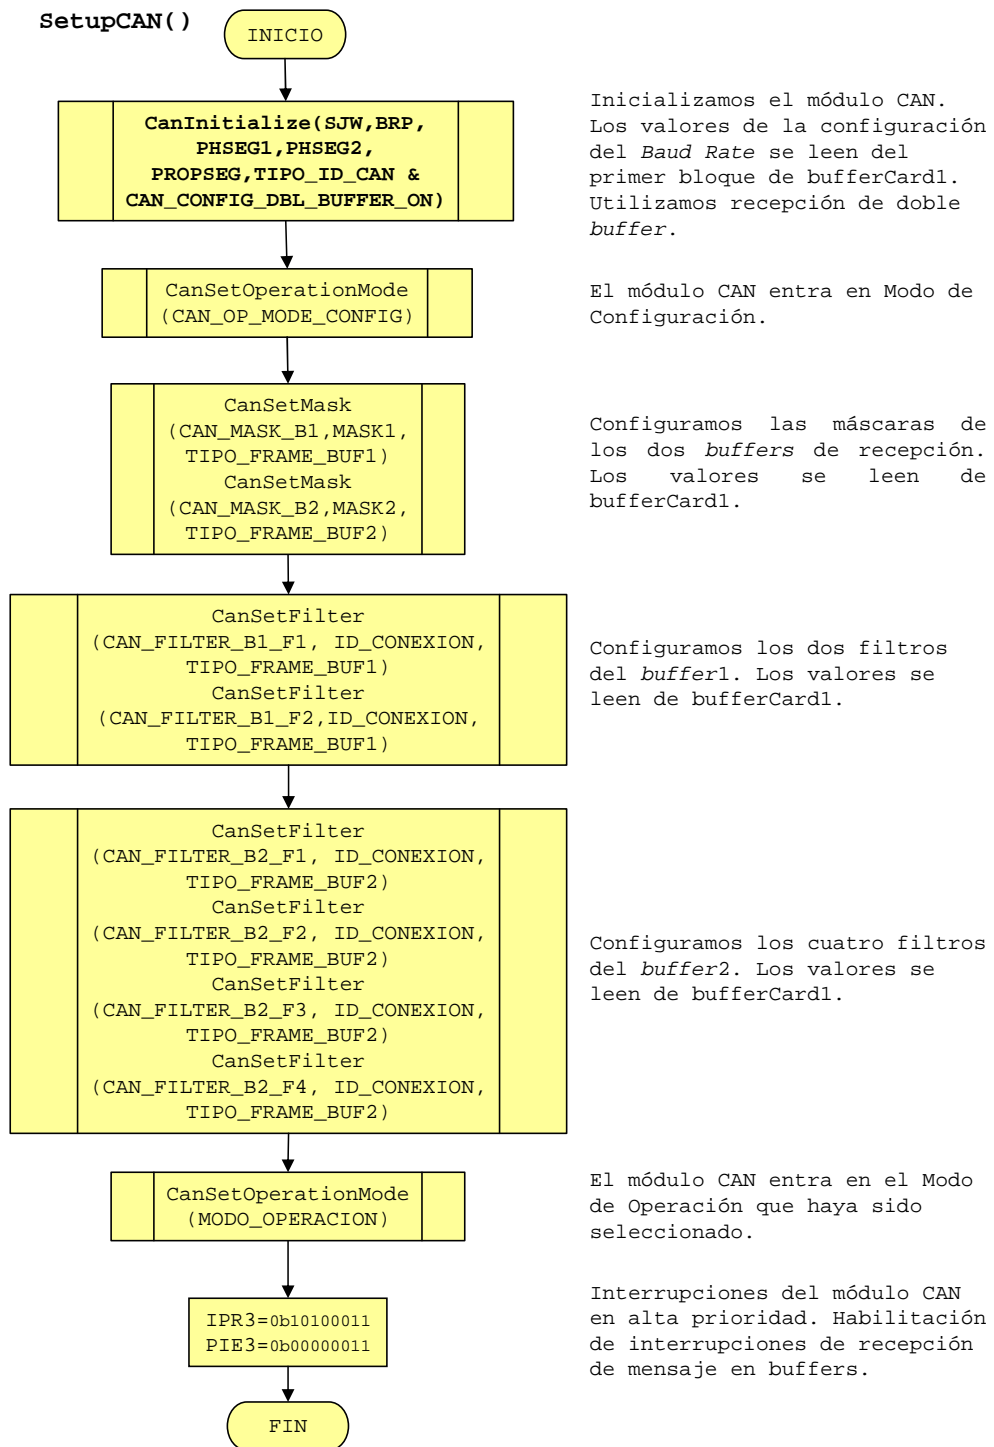 SetupCAN()
INICIO
CanInitialize(SJW,BRP,
PHSEG1,PHSEG2,
PROPSEG,TIPO_ID_CAN &
CAN_CONFIG_DBL_BUFFER_ON)
Inicializamos el módulo CAN.
Los valores de la configuración
del Baud Rate se leen del
primer bloque de bufferCard1.
Utilizamos recepción de doble
buffer.
CanSetOperationMode
(CAN_OP_MODE_CONFIG)
El módulo CAN entra en Modo de
Configuración.
CanSetMask
(CAN_MASK_B1,MASK1,
TIPO_FRAME_BUF1)
CanSetMask
(CAN_MASK_B2,MASK2,
TIPO_FRAME_BUF2)
Configuramos las máscaras de
los dos buffers de recepción.
Los valores se leen de
bufferCard1.
CanSetFilter
(CAN_FILTER_B1_F1, ID_CONEXION,
TIPO_FRAME_BUF1)
CanSetFilter
(CAN_FILTER_B1_F2,ID_CONEXION,
TIPO_FRAME_BUF1)
Configuramos los dos filtros
del buffer1. Los valores se
leen de bufferCard1.
CanSetFilter
(CAN_FILTER_B2_F1, ID_CONEXION,
TIPO_FRAME_BUF2)
CanSetFilter
(CAN_FILTER_B2_F2, ID_CONEXION,
TIPO_FRAME_BUF2)
CanSetFilter
(CAN_FILTER_B2_F3, ID_CONEXION,
TIPO_FRAME_BUF2)
CanSetFilter
(CAN_FILTER_B2_F4, ID_CONEXION,
TIPO_FRAME_BUF2)
Configuramos los cuatro filtros
del buffer2. Los valores se
leen de bufferCard1.
CanSetOperationMode
(MODO_OPERACION)
El módulo CAN entra en el Modo
de Operación que haya sido
seleccionado.
IPR3=0b10100011
PIE3=0b00000011
Interrupciones del módulo CAN
en alta prioridad. Habilitación
de interrupciones de recepción
de mensaje en buffers.
FIN